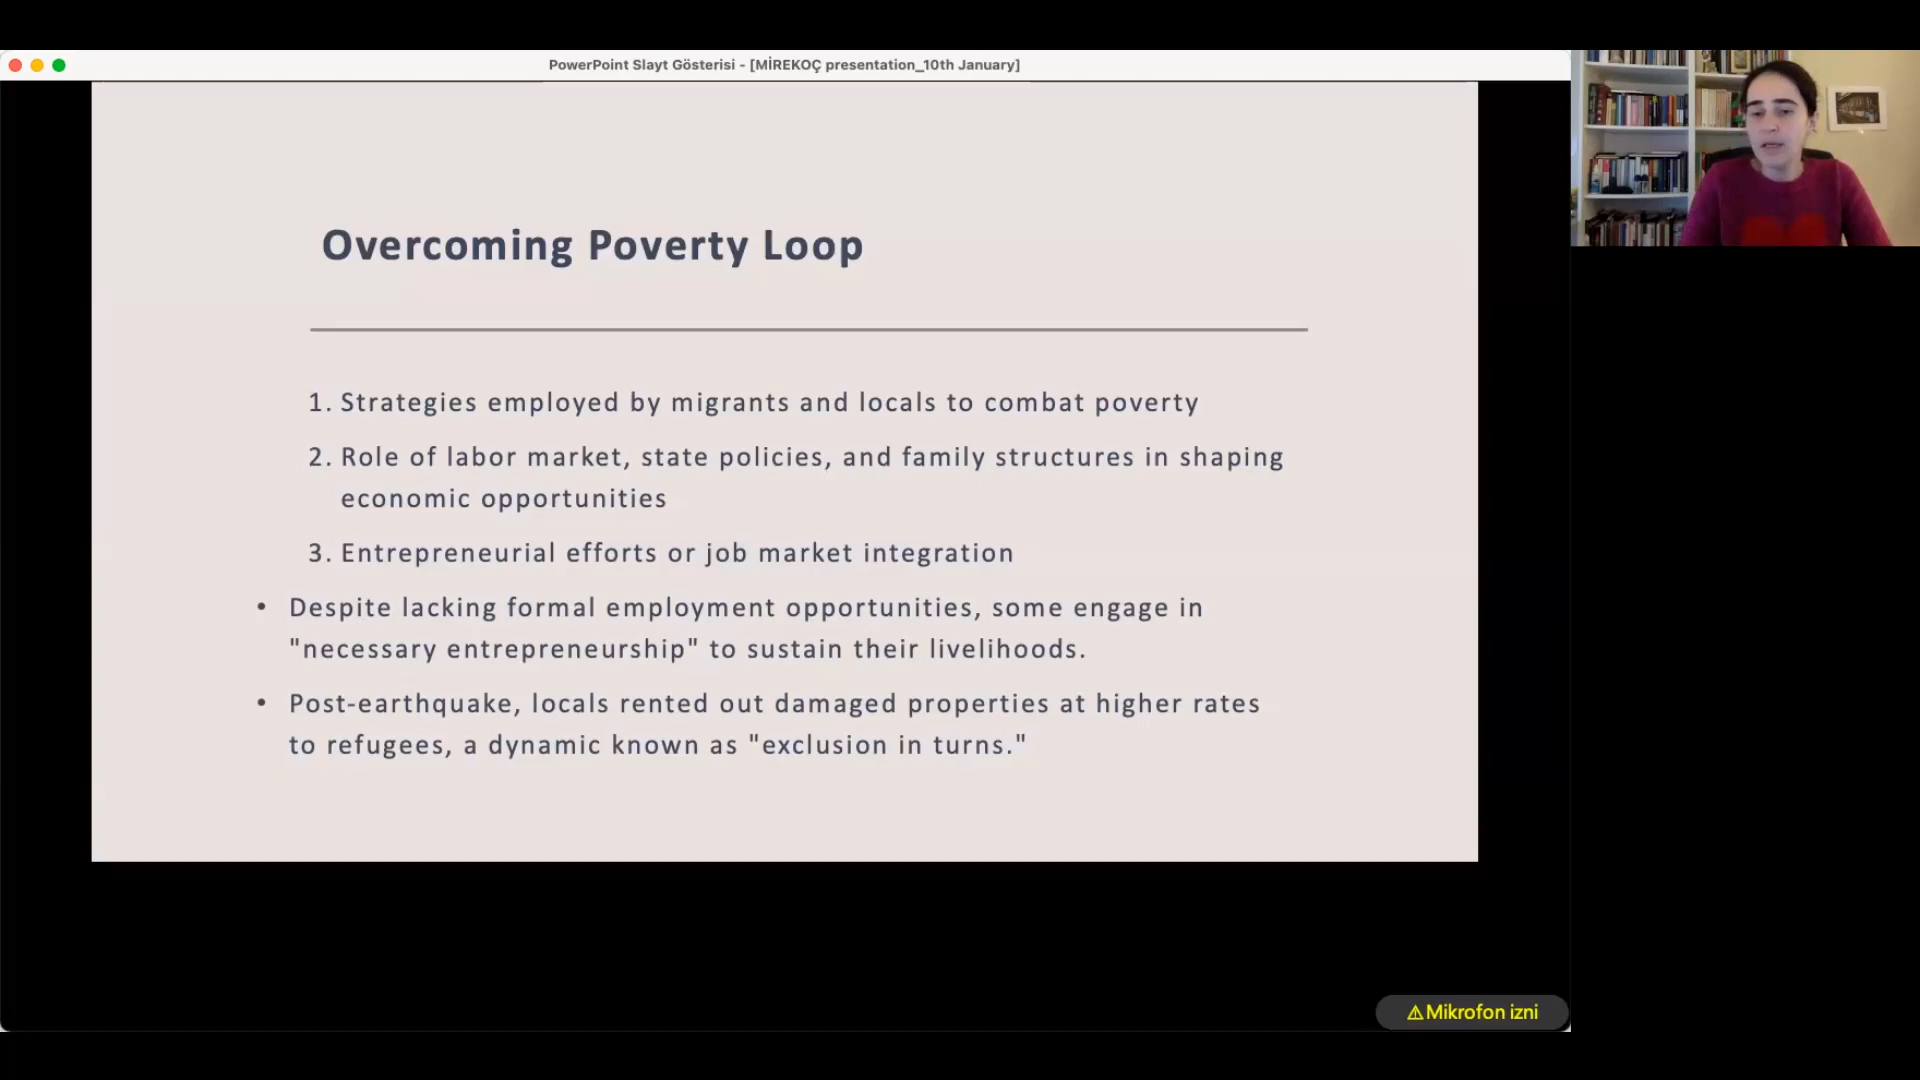 PowerPoint Slayt Gösterisi - [MİREKOÇ presentation_10th January]
Overcoming Poverty Loop
1. Strategies employed by migrants and locals to combat poverty
2. Role of labor market, state policies, and family structures in shaping
economic opportunities
3. Entrepreneurial efforts or job market integration
• Despite lacking formal employment opportunities, some engage in
"necessary entrepreneurship" to sustain their livelihoods.
• Post-earthquake, locals rented out damaged properties at higher rates
to refugees, a dynamic known as "exclusion in turns."
⚠Mikrofon izni